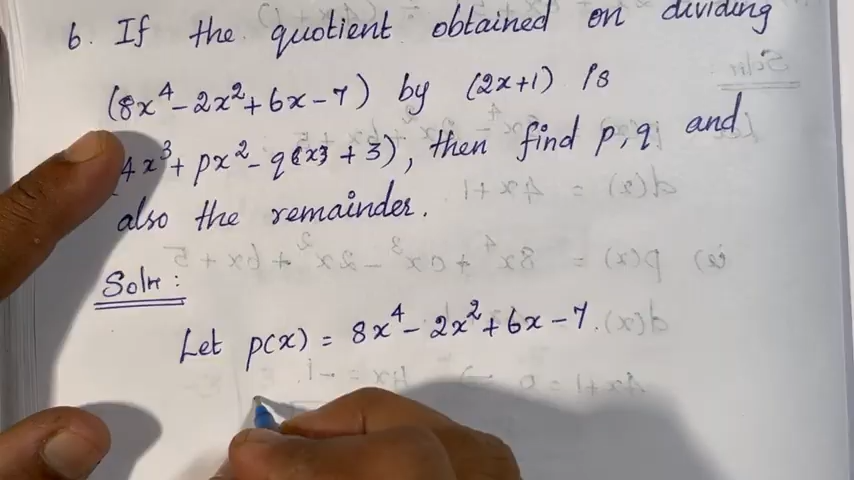 6. If the quotient obtained on dividing
(8x⁴ - 2x² + 6x - 7) by (2x+1) is
(4x³ + px² - qx + 3), then find p, q and
also the remainder.
Soln:
Let p(x) = 8x⁴ - 2x² + 6x - 7.